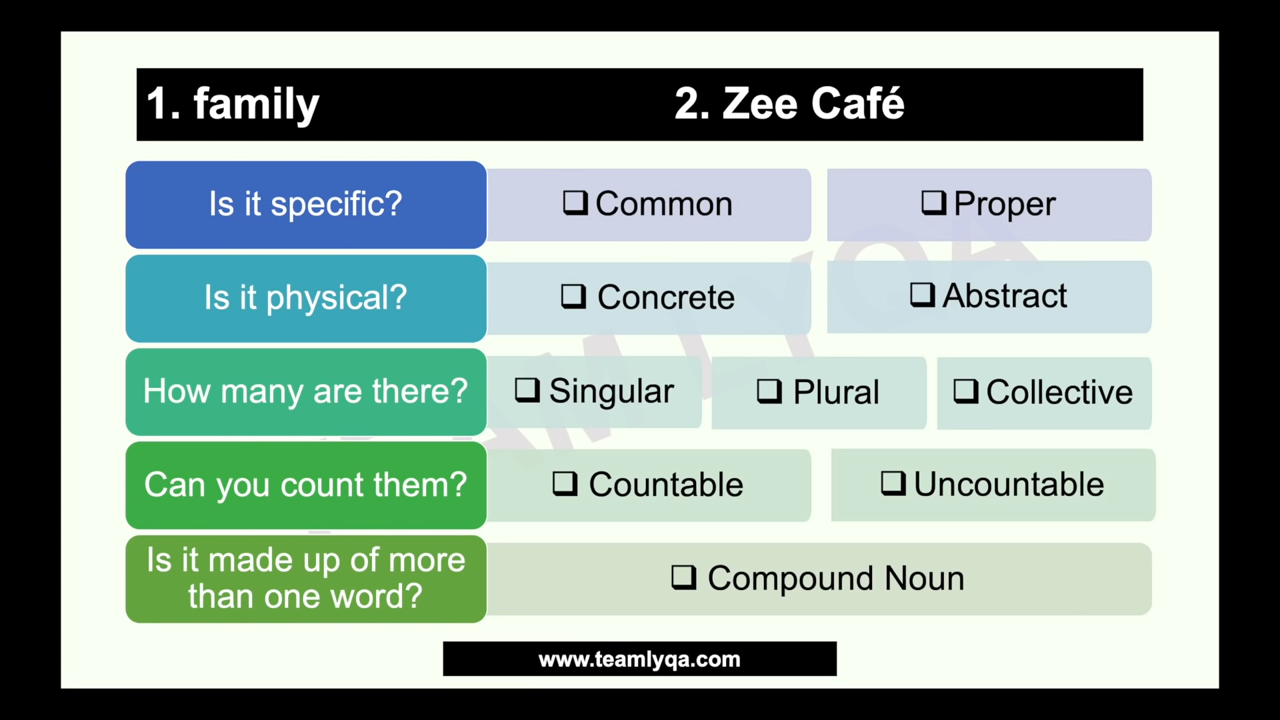 1. family 2. Zee Café
Is it specific? ❑ Common ❑ Proper
Is it physical? ❑ Concrete ❑ Abstract
How many are there? ❑ Singular ❑ Plural ❑ Collective
Can you count them? ❑ Countable ❑ Uncountable
Is it made up of more
than one word?
❑ Compound Noun
www.teamlyqa.com